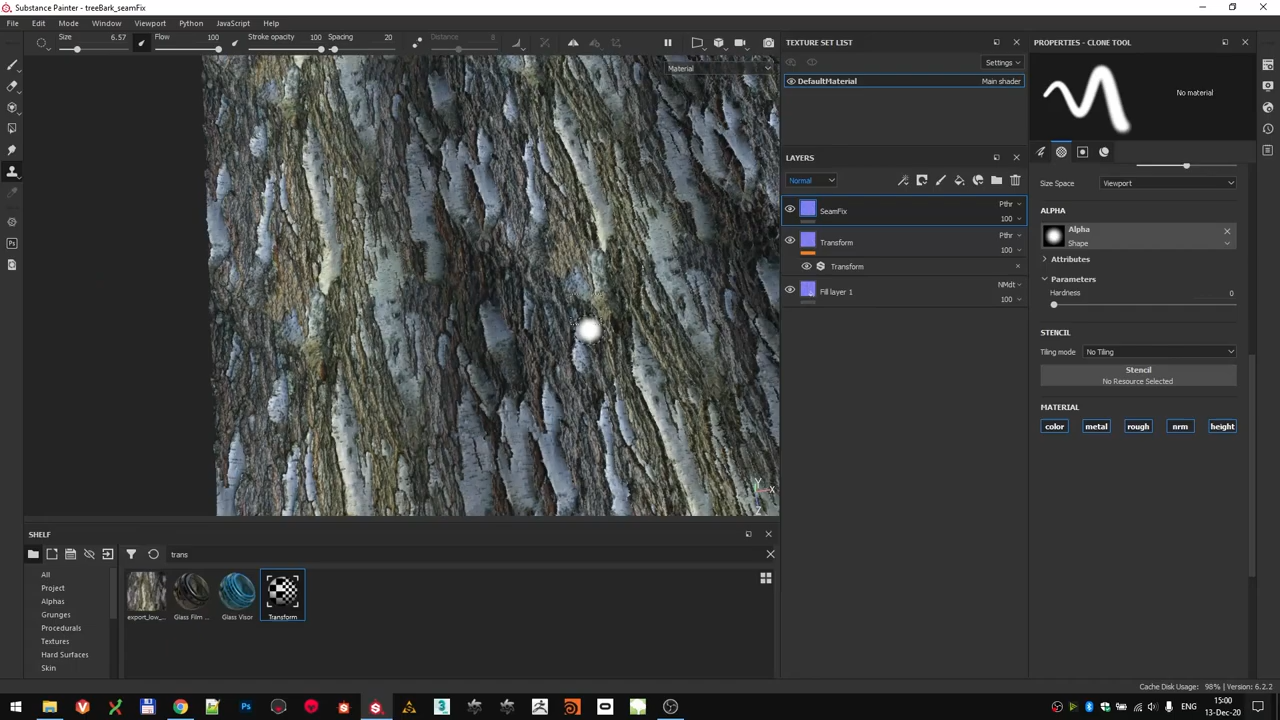 Substance Painter - treeBark_seamFix
File Edit Mode Window Viewport Python JavaScript Help
Size 6.57 Flow 100 Stroke opacity 100 Spacing 20 Distance 8
Material
Y
X
Z
TEXTURE SET LIST
Settings
DefaultMaterial Main shader
LAYERS
Normal
SeamFix Pthr
100
Transform Pthr
100
Transform
Fill layer 1 NMdt
100
PROPERTIES - CLONE TOOL
No material
Size Space Viewport
ALPHA
Alpha
Shape
Attributes
Parameters
Hardness 0
STENCIL
Tiling mode No Tiling
Stencil
No Resource Selected
MATERIAL
color metal rough nrm height
SHELF
trans
All
Project
Alphas
Grunges
Procedurals
Textures
Hard Surfaces
Skin
export_low_... Glass Film ... Glass Visor Transform
Cache Disk Usage: 98% | Version: 6.2.2
ENG
15:00
13-Dec-20